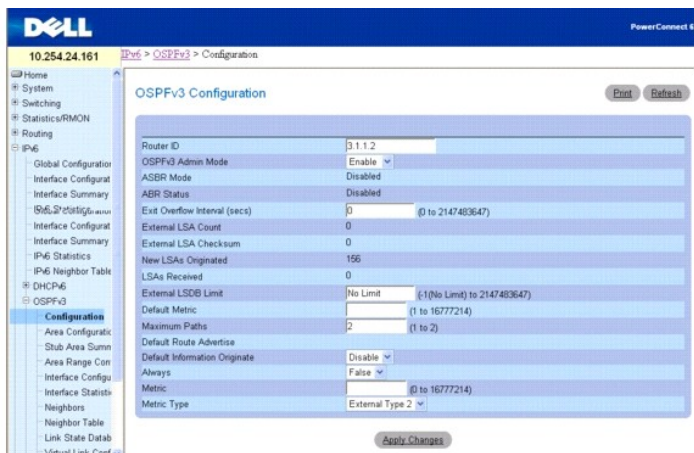 DELL
PowerConnect 6
10.254.24.161
IPv6 > OSPFv3 > Configuration
Home
System
Switching
Statistics/RMON
Routing
IPv6
Global Configuration
Interface Configurat
Interface Summary
Interface Configurat
Interface Summary
IPv6 Statistics
IPv6 Neighbor Table
DHCPv6
OSPFv3
Configuration
Area Configuratic
Stub Area Summ
Area Range Con
Interface Configu
Interface Statistic
Neighbors
Neighbor Table
Link State Datab
Virtual Link Conf
OSPFv3 Configuration
Print
Refresh
Router ID 3.1.1.2
OSPFv3 Admin Mode Enable
ASBR Mode Disabled
ABR Status Disabled
Exit Overflow Interval (secs) 0 (0 to 2147483647)
External LSA Count 0
External LSA Checksum 0
New LSAs Originated 156
LSAs Received 0
External LSDB Limit No Limit (-1(No Limit) to 2147483647)
Default Metric (1 to 16777214)
Maximum Paths 2 (1 to 2)
Default Route Advertise
Default Information Originate Disable
Always False
Metric (0 to 16777214)
Metric Type External Type 2
Apply Changes